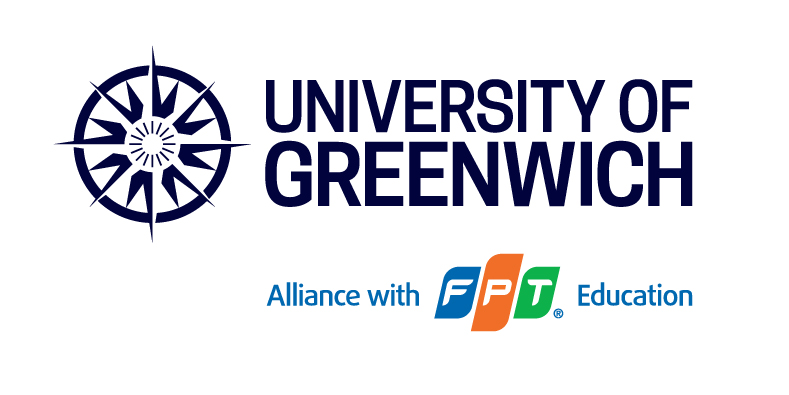 UNIVERSITY OF
GREENWICH
Alliance with FPT® Education